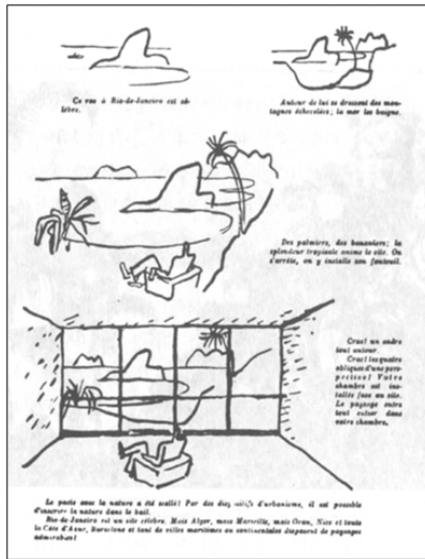 Ce roc à Rio-de-Janeiro est cé-
lèbre.
Autour de lui se dressent des mon-
tagnes échevelées; la mer les baigne.
Des palmiers, des bananiers; la
splendeur tropicale anime le site. On
s'arrête, on y installe son fauteuil.
Crac! un cadre
tout autour.
Crac! les quatre
obliques d'une pers-
pective! Votre
chambre est ins-
tallée face au site.
Le paysage entre
tout entier dans
votre chambre.
Le pacte avec la nature a été scellé! Par des dispositifs d'urbanisme, il est possible
d'inscrire la nature dans le bail.
Rio-de-Janeiro est un site célèbre. Mais Alger, mais Marseille, mais Oran, Nice et toute
la Côte d'Azur, Barcelone et tant de villes maritimes ou continentales disposent de paysages
admirables!